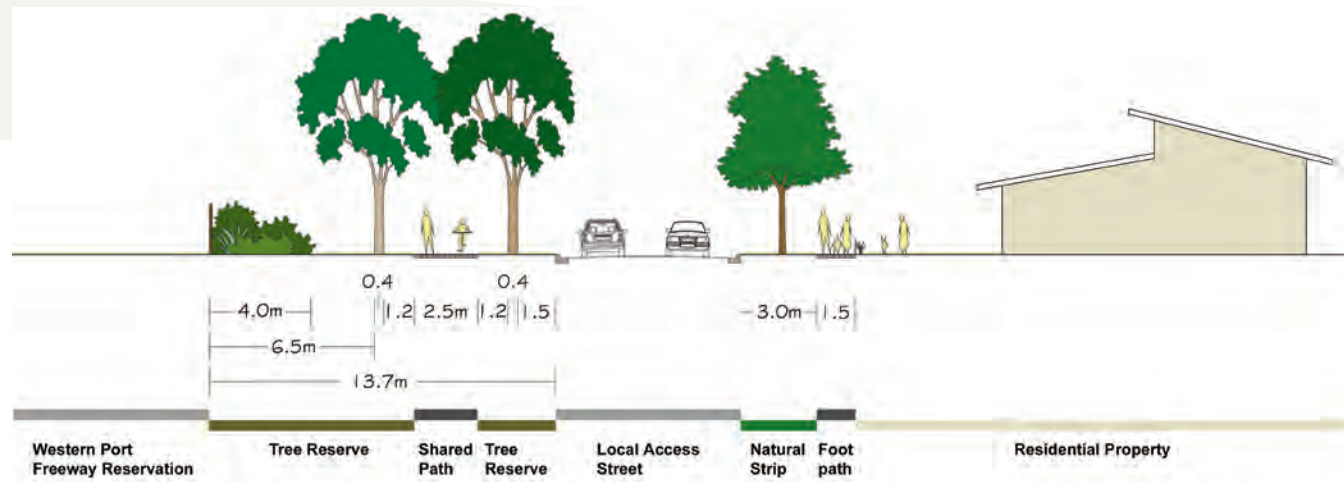 0.4 0.4
4.0m 1.2 2.5m 1.2 1.5 3.0m 1.5
6.5m
13.7m
Western Port
Freeway Reservation
Tree Reserve
Shared
Path
Tree
Reserve
Local Access
Street
Natural
Strip
Foot
path
Residential Property